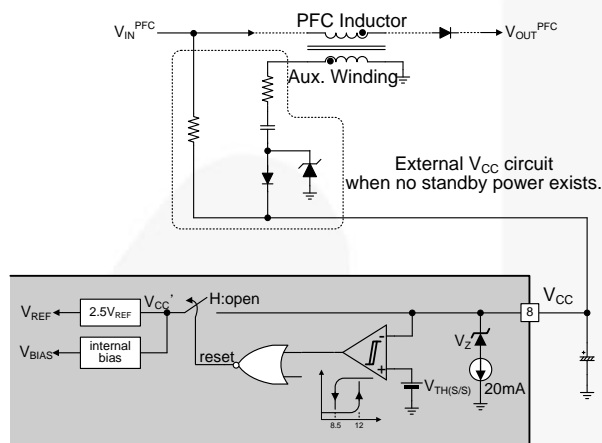 PFC Inductor
V_IN^PFC
V_OUT^PFC
Aux. Winding
External V_CC circuit
when no standby power exists.
H:open
V_CC
V_REF
2.5V_REF
V_CC'
8
V_BIAS
internal
bias
reset
V_Z
-
+
V_TH(S/S)
20mA
8.5
12
+